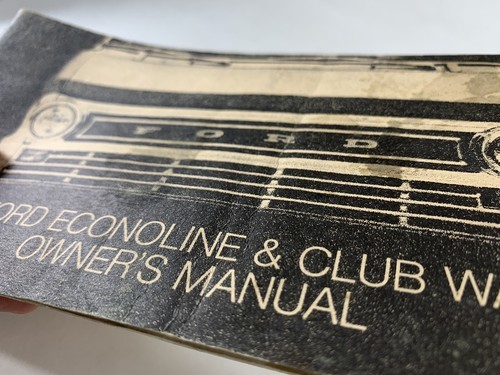 FORD
ECONOLINE & CLUB
OWNER'S MANUAL